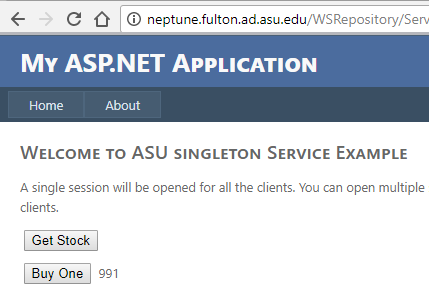 neptune.fulton.ad.asu.edu/WSRepository/Serv
My ASP.NET Application
Home About
Welcome to ASU singleton Service Example
A single session will be opened for all the clients. You can open multiple
clients.
Get Stock
Buy One 991